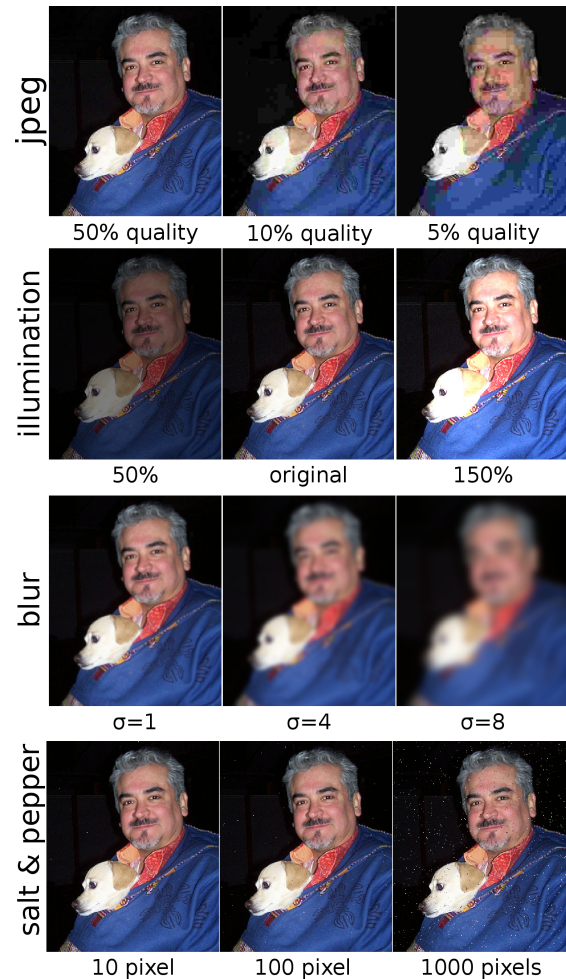 jpeg
50% quality
10% quality
5% quality
illumination
50%
original
150%
blur
σ=1
σ=4
σ=8
salt & pepper
10 pixel
100 pixel
1000 pixels